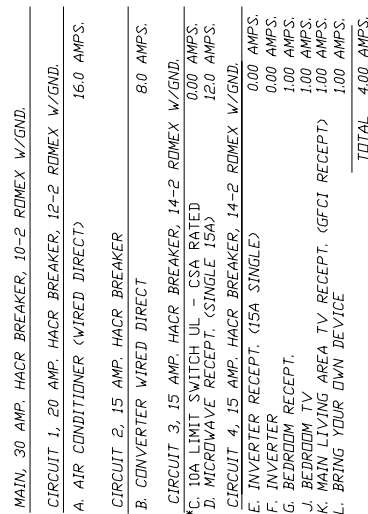 MAIN, 30 AMP. HACR BREAKER, 10-2 ROMEX W/GND.
CIRCUIT 1, 20 AMP. HACR BREAKER, 12-2 ROMEX W/GND.
A. AIR CONDITIONER (WIRED DIRECT) 16.0 AMPS.
CIRCUIT 2, 15 AMP. HACR BREAKER
B. CONVERTER WIRED DIRECT 8.0 AMPS.
CIRCUIT 3, 15 AMP. HACR BREAKER, 14-2 ROMEX W/GND.
*C. 10A LIMIT SWITCH UL - CSA RATED 0.00 AMPS.
D. MICROWAVE RECEPT. (SINGLE 15A) 12.0 AMPS.
CIRCUIT 4, 15 AMP. HACR BREAKER, 14-2 ROMEX W/GND.
E. INVERTER RECEPT. (15A SINGLE) 0.00 AMPS.
F. INVERTER 0.00 AMPS.
G. BEDROOM RECEPT. 1.00 AMPS.
J. BEDROOM TV 1.00 AMPS.
K. MAIN LIVING AREA TV RECEPT. (GFCI RECEPT) 1.00 AMPS.
L. BRING YOUR OWN DEVICE 1.00 AMPS.
TOTAL 4.00 AMPS.